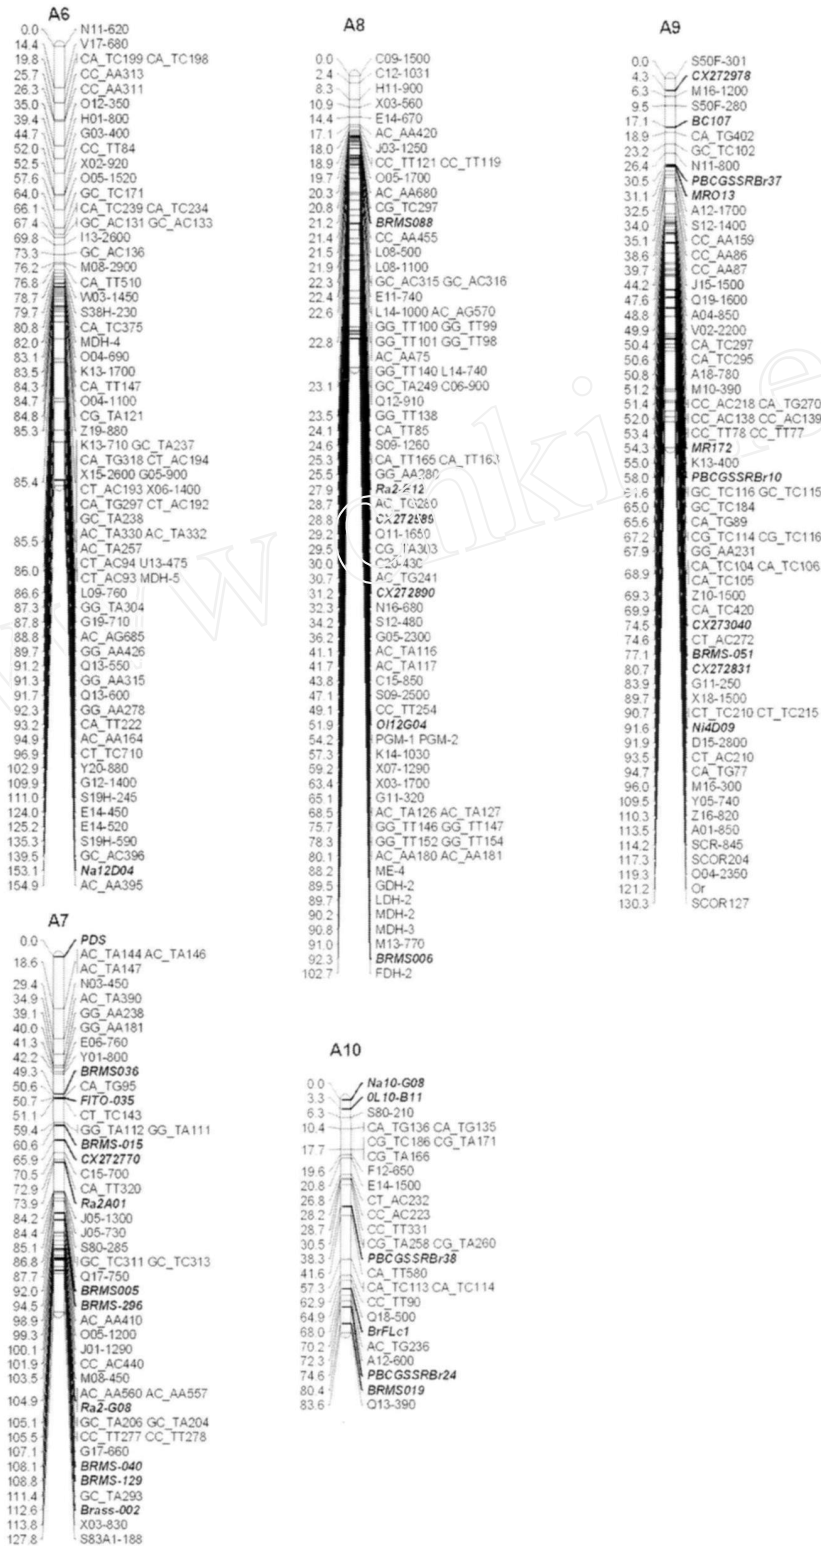 A6
0.0 N11-620
14.4 V17-680
19.8 CA_TC199 CA_TC198
25.7 CC_AA313
26.3 CC_AA311
35.0 O12-350
39.4 H01-800
44.7 G03-400
52.0 CC_TT84
52.5 X02-920
57.6 O05-1520
64.0 GC_TC171
66.1 CA_TC239 CA_TC234
67.4 GC_AC131 GC_AC133
69.8 I13-2600
73.3 GC_AC136
76.2 M08-2900
76.8 CA_TT510
78.7 W03-1450
79.7 S38H-230
80.8 CA_TC375
82.0 MDH-4
83.1 O04-690
83.5 K13-1700
84.3 CA_TT147
84.7 O04-1100
84.8 CG_TA121
85.3 Z19-880
K13-710 GC_TA237
CA_TG318 CT_AC194
X15-2600 G05-900
85.4 CT_AC193 X06-1400
CA_TG297 CT_AC192
GC_TA238
AC_TA330 AC_TA332
85.5 AC_TA257
CT_AC94 U13-475
86.0 CT_AC93 MDH-5
86.6 L09-760
87.3 GG_TA304
87.8 G19-710
88.8 AC_AG685
89.7 GG_AA426
91.2 Q13-550
91.3 GG_AA315
91.7 Q13-600
92.3 GG_AA278
93.2 CA_TT222
94.9 AC_AA164
96.9 CT_TC710
102.9 Y20-880
109.9 G12-1400
111.0 S19H-245
124.0 E14-450
125.2 E14-520
135.3 S19H-590
139.5 GC_AC396
153.1 Na12D04
154.9 AC_AA395
A7
0.0 PDS
AC_TA144 AC_TA146
18.6 AC_TA147
29.4 N03-450
34.9 AC_TA390
39.1 GG_AA238
40.0 GG_AA181
41.3 E06-760
42.2 Y01-800
49.3 BRMS036
50.6 CA_TG95
50.7 FITO-035
51.1 CT_TC143
59.4 GG_TA112 GG_TA111
60.6 BRMS-015
65.9 CX272770
70.5 C15-700
72.9 CA_TT320
73.9 Ra2A01
84.2 J05-1300
84.4 J05-730
85.1 S80-285
86.8 GC_TC311 GC_TC313
87.7 Q17-750
92.0 BRMS005
94.5 BRMS-296
98.9 AC_AA410
99.3 O05-1200
100.1 J01-1290
101.9 CC_AC440
103.5 M08-450
AC_AA560 AC_AA557
104.9 Ra2-G08
105.1 GC_TA206 GC_TA204
105.5 CC_TT277 CC_TT278
107.1 G17-660
108.1 BRMS-040
108.8 BRMS-129
111.4 GC_TA293
112.6 Brass-002
113.8 X03-830
127.8 S83A1-188
A8
0.0 C09-1500
2.4 C12-1031
8.3 H11-900
10.9 X03-560
14.4 E14-670
17.1 AC_AA420
18.0 J03-1250
18.9 CC_TT121 CC_TT119
19.7 O05-1700
20.3 AC_AA680
20.8 CG_TC297
21.2 BRMS088
21.4 CC_AA455
21.5 L08-500
21.9 L08-1100
22.3 GC_AC315 GC_AC316
22.4 E11-740
22.6 L14-1000 AC_AG570
GG_TT100 GG_TT99
22.8 GG_TT101 GG_TT98
AC_AA75
GG_TT140 L14-740
23.1 GC_TA249 C06-900
Q12-910
23.5 GG_TT138
24.1 CA_TT85
24.6 S09-1260
25.3 CA_TT165 CA_TT163
25.5 GG_AA280
27.9 Ra2-212
28.7 AC_TG280
28.8 CX272889
29.2 Q11-1650
29.5 CG_TA303
30.0 C20-430
30.7 AC_TG241
31.2 CX272890
32.3 N16-680
34.2 S12-480
36.2 G05-2300
41.1 AC_TA116
41.7 AC_TA117
43.8 C15-850
47.1 S09-2500
49.1 CC_TT254
51.9 Ol12G04
54.2 PGM-1 PGM-2
57.3 K14-1030
59.2 X07-1290
63.4 X03-1700
65.1 G11-320
68.5 AC_TA126 AC_TA127
75.7 GG_TT146 GG_TT147
78.3 GG_TT152 GG_TT154
80.1 AC_AA180 AC_AA181
88.2 ME-4
89.5 GDH-2
89.7 LDH-2
90.2 MDH-2
90.8 MDH-3
91.0 M13-770
92.3 BRMS006
102.7 FDH-2
A9
0.0 S50F-301
4.3 CX272978
6.3 M16-1200
9.5 S50F-280
17.1 BC107
18.9 CA_TG402
23.2 GC_TC102
26.4 N11-800
30.5 PBCGSSRBr37
31.1 MRO13
32.5 A12-1700
34.0 S12-1400
35.1 CC_AA159
38.6 CC_AA86
39.7 CC_AA87
44.2 J15-1500
47.6 Q19-1600
48.8 A04-850
49.9 V02-2200
50.4 CA_TC297
50.6 CA_TC295
50.8 A18-780
51.2 M10-390
51.4 CC_AC218 CA_TG270
52.0 CC_AC138 CC_AC139
53.4 CC_TT78 CC_TT77
54.3 MR172
55.0 K13-400
58.0 PBCGSSRBr10
61.6 GC_TC116 GC_TC115
65.0 GC_TC184
65.6 CA_TG89
67.2 CG_TC114 CG_TC116
67.9 GG_AA231
CA_TC104 CA_TC106
68.9 CA_TC105
69.3 Z10-1500
69.9 CA_TC420
74.5 CX273040
74.6 CT_AC272
77.1 BRMS-051
80.7 CX272831
83.9 G11-250
89.7 X18-1500
90.7 CT_TC210 CT_TC215
91.6 Ni4D09
91.9 D15-2800
93.5 CT_AC210
94.7 CA_TG77
96.0 M16-300
109.5 Y05-740
110.3 Z16-820
113.5 A01-850
114.2 SCR-845
117.3 SCOR204
119.3 O04-2350
121.2 Or
130.3 SCOR127
A10
0.0 Na10-G08
3.3 0L10-B11
6.3 S80-210
10.4 CA_TG136 CA_TG135
CG_TC186 CG_TA171
17.7 CG_TA166
19.6 F12-650
20.8 E14-1500
26.8 CT_AC232
28.2 CC_AC223
28.7 CC_TT331
30.5 CG_TA258 CG_TA260
38.3 PBCGSSRBr38
41.6 CA_TT580
57.3 CA_TC113 CA_TC114
62.9 CC_TT90
64.9 Q18-500
68.0 BrFLc1
70.2 AC_TG236
72.3 A12-600
74.6 PBCGSSRBr24
80.4 BRMS019
83.6 Q13-390